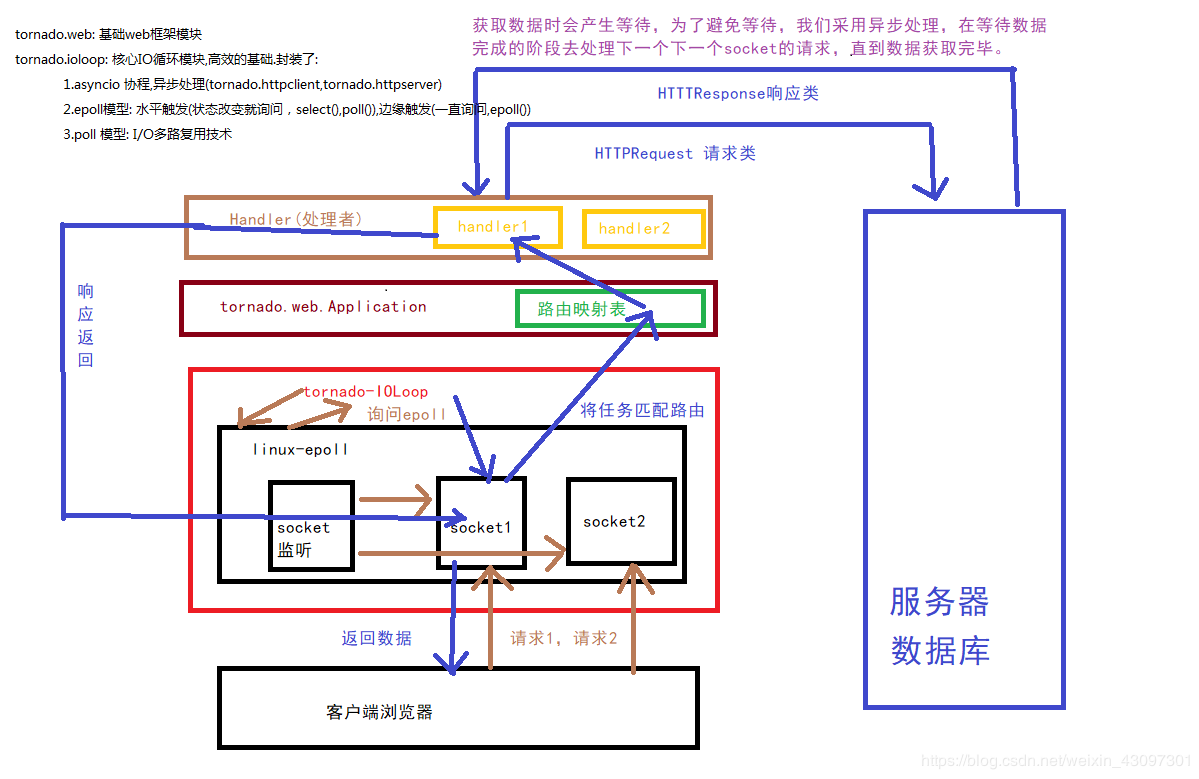 tornado.web: 基础web框架模块
tornado.ioloop: 核心IO循环模块,高效的基础,封装了:
1.asyncio 协程,异步处理(tornado.httpclient,tornado.httpserver)
2.epoll模型: 水平触发(状态改变就询问，select(),poll()),边缘触发(一直询问,epoll())
3.poll 模型: I/O多路复用技术
获取数据时会产生等待，为了避免等待，我们采用异步处理，在等待数据
完成的阶段去处理下一个下一个socket的请求，直到数据获取完毕。
HTTTResponse响应类
HTTPRequest 请求类
Handler(处理者)
handler1
handler2
响应返回
tornado.web.Application
路由映射表
tornado-IOLoop
询问epoll
将任务匹配路由
linux-epoll
socket
监听
socket1
socket2
服务器
数据库
返回数据
请求1，请求2
客户端浏览器
https://blog.csdn.net/weixin_43097301